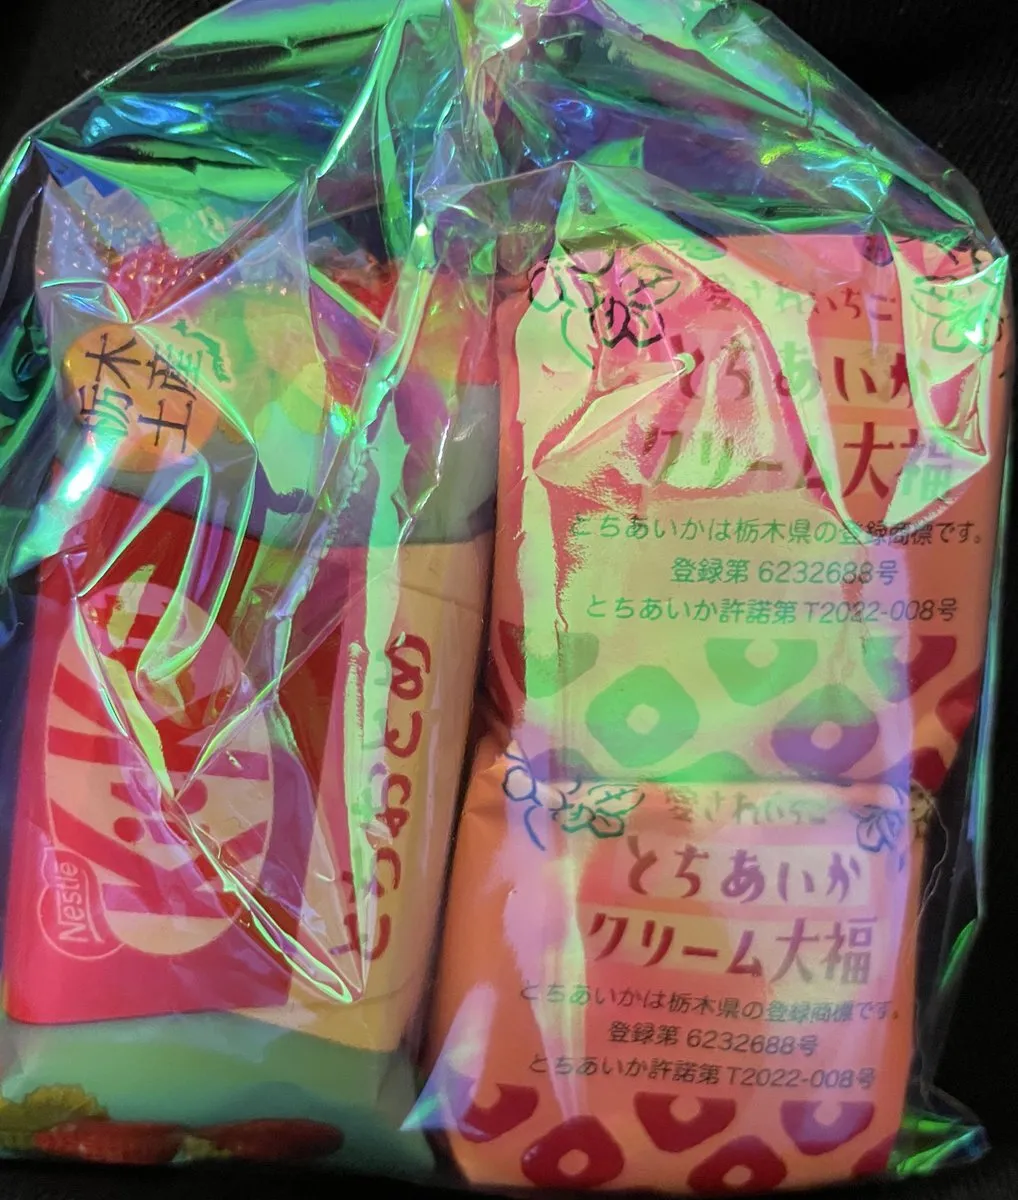 栃木
土産
KitKat
Nestlé
愛されいちご
とちあいか
クリーム大福
とちあいかは栃木県の登録商標です。
登録第 6232688号
とちあいか許諾第 T2022-008号
愛されいちご
とちあいか
クリーム大福
とちあいかは栃木県の登録商標です。
登録第 6232688号
とちあいか許諾第 T2022-008号